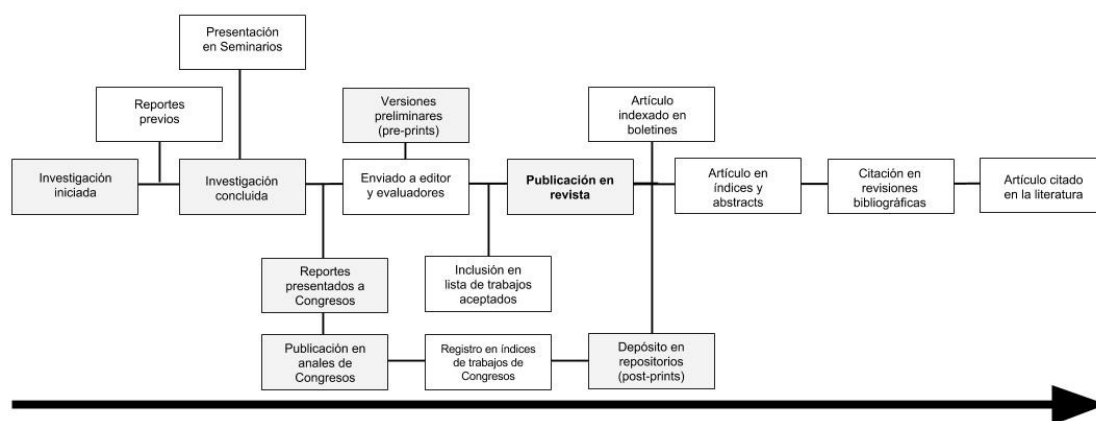 Presentación
en Seminarios
Reportes
previos
Versiones
preliminares
(pre-prints)
Artículo
indexado en
boletines
Investigación
iniciada
Investigación
concluida
Enviado a editor
y evaluadores
Publicación en
revista
Artículo en
índices y
abstracts
Citación en
revisiones
bibliográficas
Artículo citado
en la literatura
Reportes
presentados a
Congresos
Inclusión en
lista de trabajos
aceptados
Publicación en
anales de
Congresos
Registro en índices
de trabajos de
Congresos
Depósito en
repositorios
(post-prints)